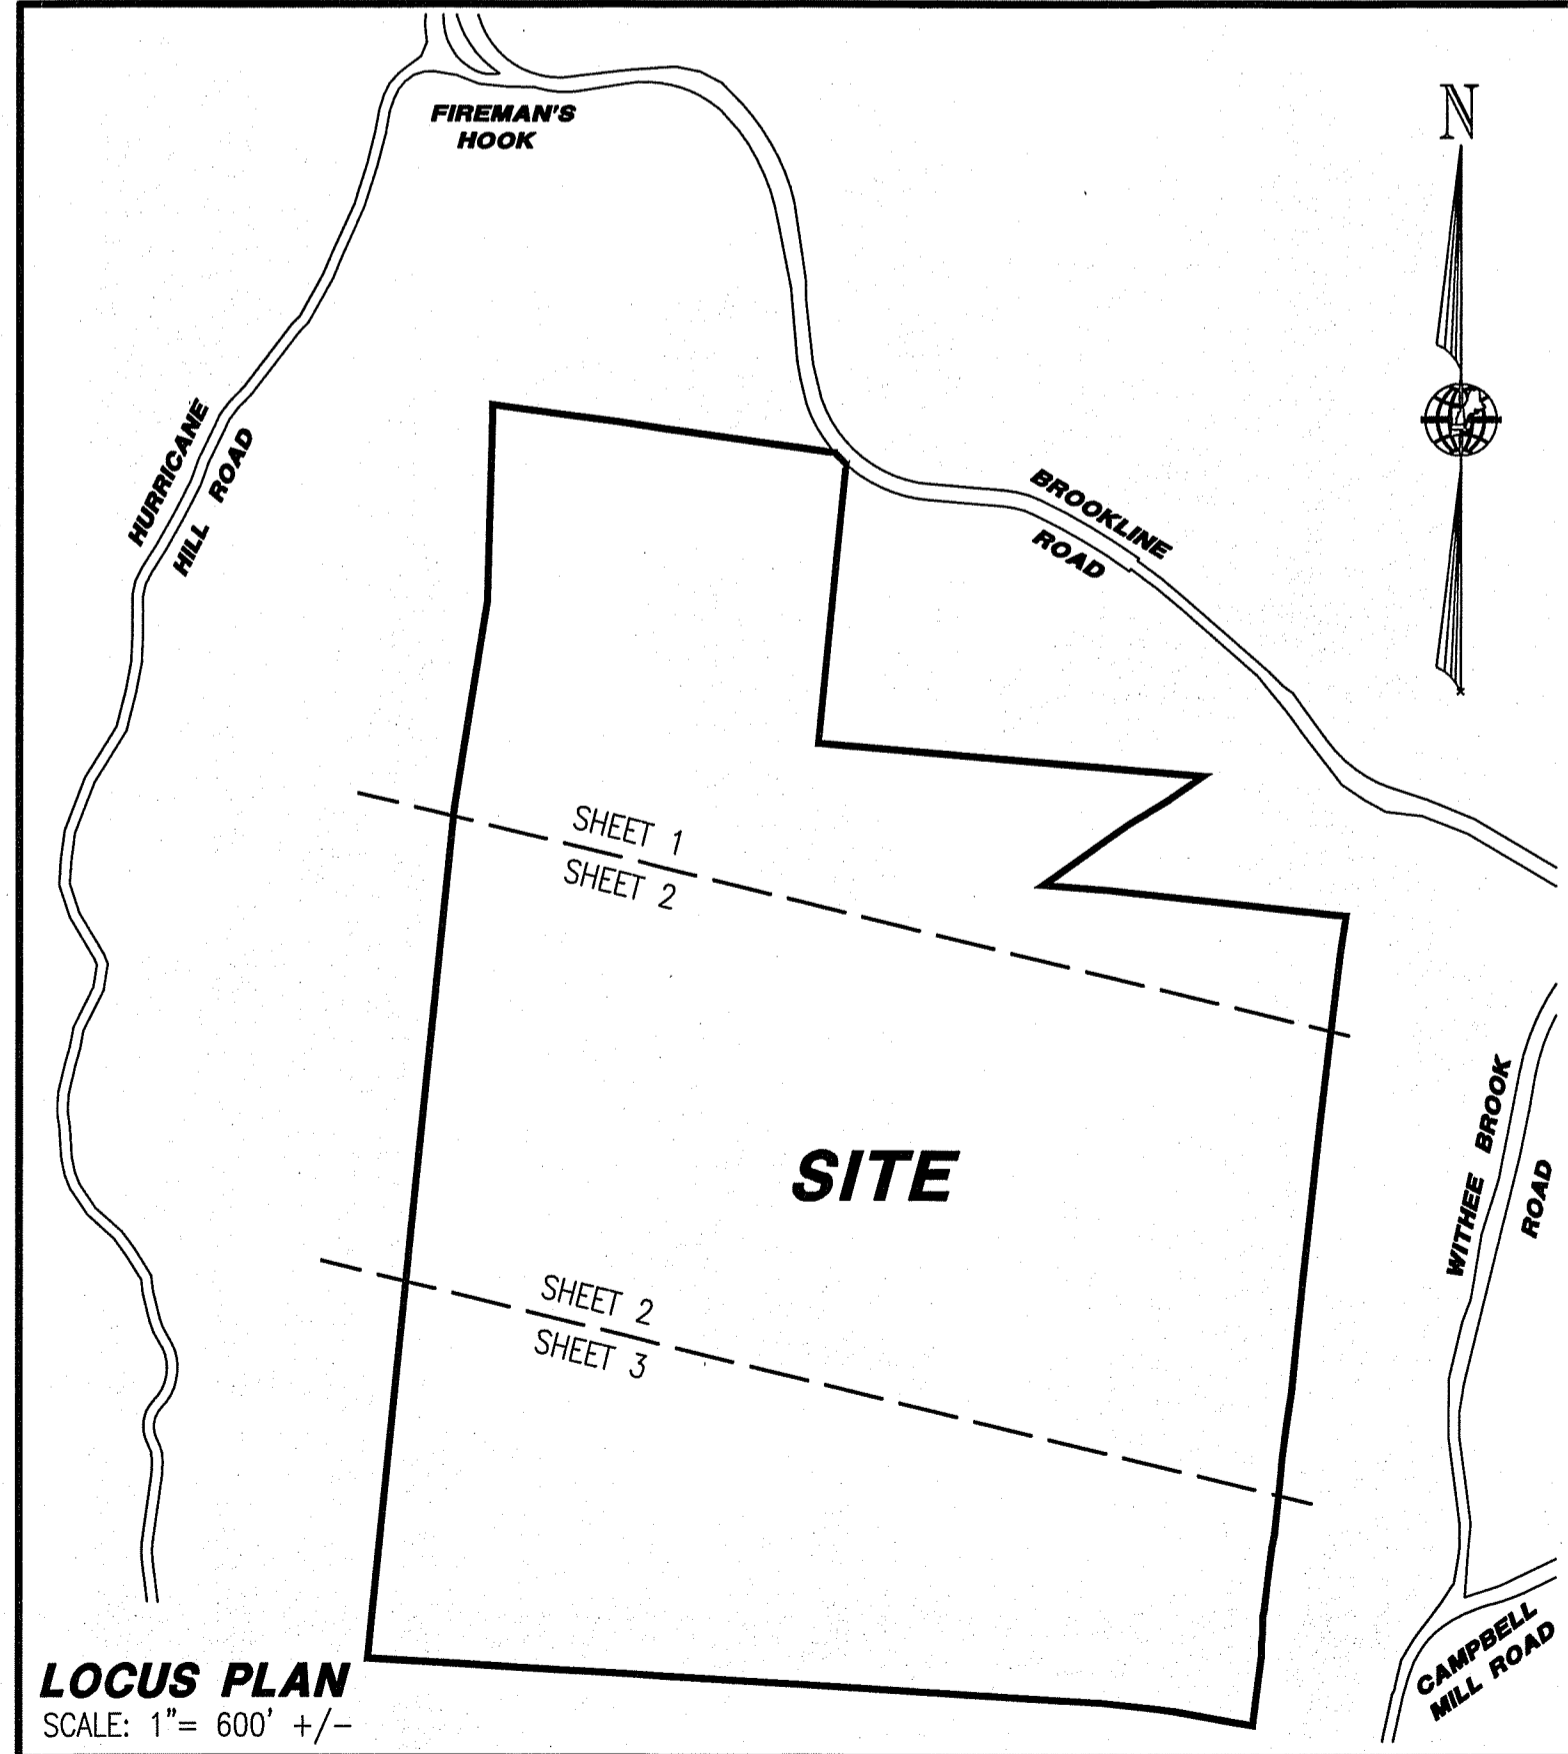 FIREMAN'S
HOOK
N
HURRICANE
HILL ROAD
BROOKLINE
ROAD
SHEET 1
SHEET 2
SITE
WITHEE BROOK
ROAD
SHEET 2
SHEET 3
CAMPBELL
MILL ROAD
LOCUS PLAN
SCALE: 1"= 600' +/-